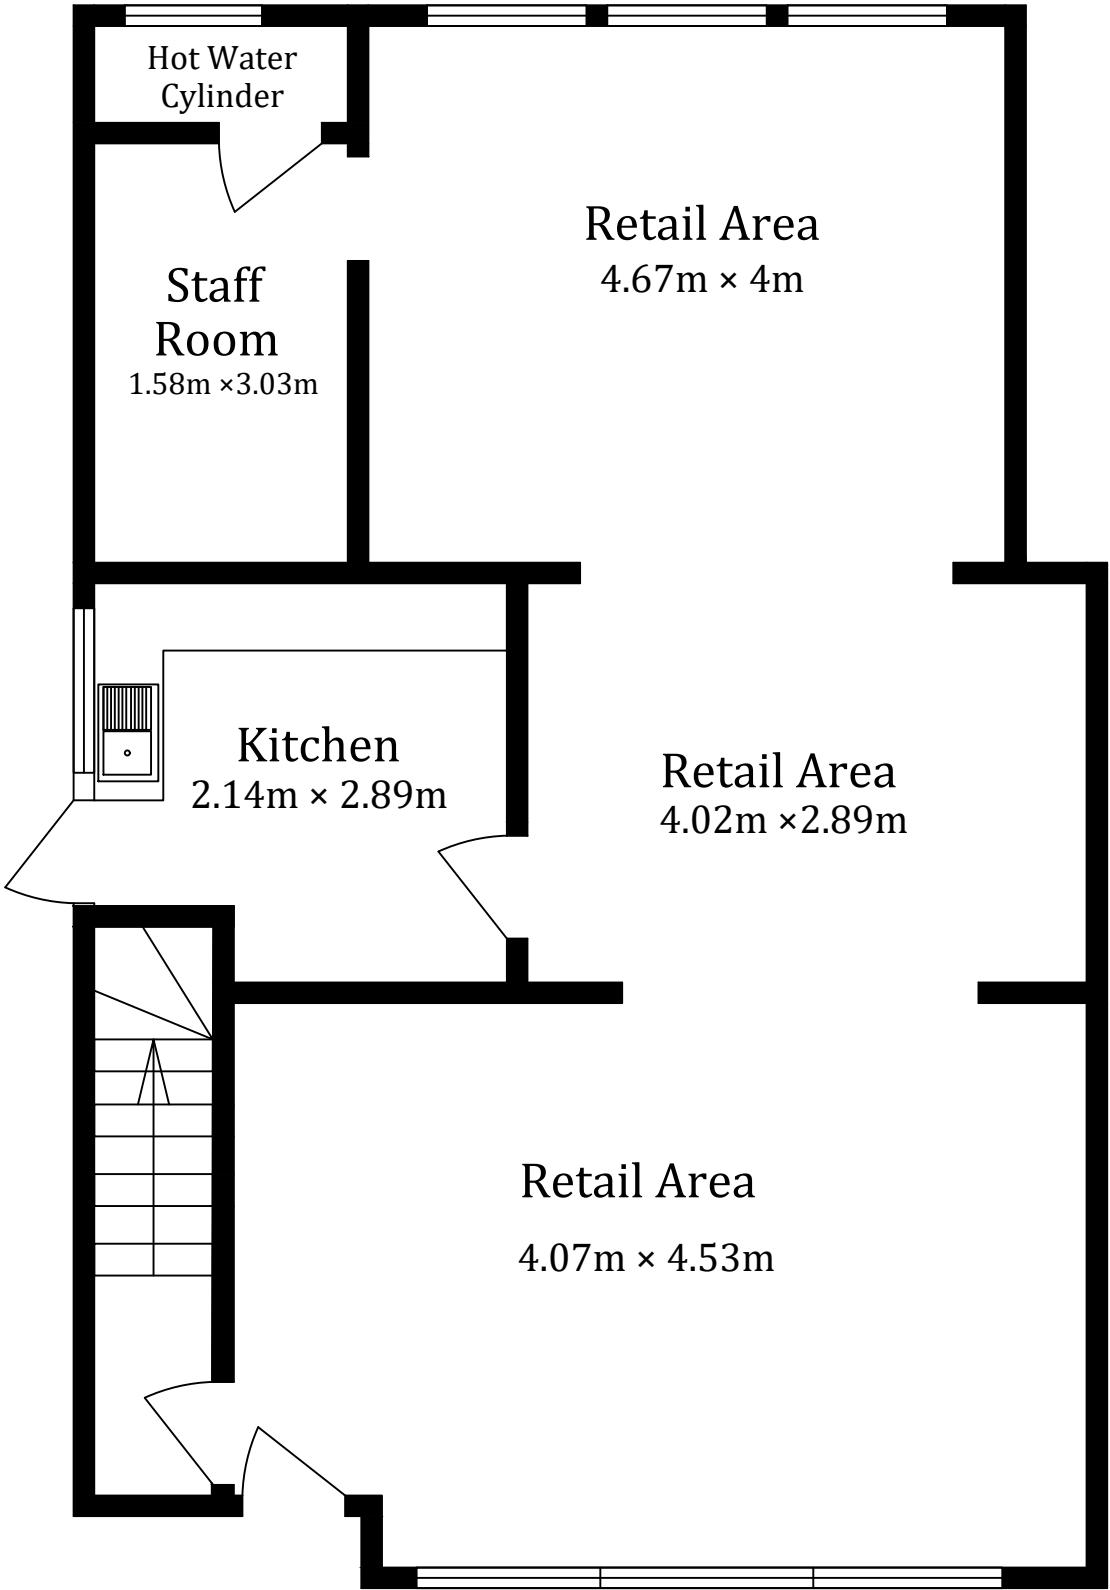 Hot Water
Cylinder
Retail Area
4.67m × 4m
Staff
Room
1.58m ×3.03m
Kitchen
2.14m × 2.89m
Retail Area
4.02m ×2.89m
Retail Area
4.07m × 4.53m